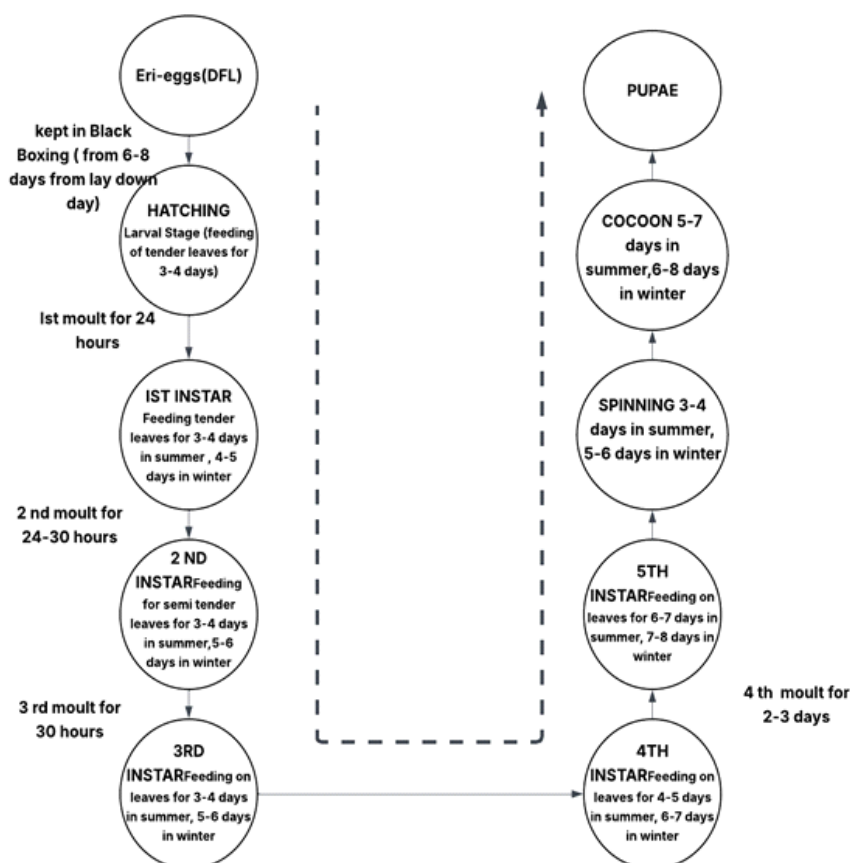 Eri-eggs(DFL)
kept in Black
Boxing ( from 6-8
days from lay down
day)
HATCHING
Larval Stage (feeding
of tender leaves for
3-4 days)
Ist moult for 24
hours
IST INSTAR
Feeding tender
leaves for 3-4 days
in summer , 4-5
days in winter
2 nd moult for
24-30 hours
2 ND
INSTARFeeding
for semi tender
leaves for 3-4 days
in summer,5-6
days in winter
3 rd moult for
30 hours
3RD
INSTARFeeding on
leaves for 3-4 days
in summer, 5-6 days
in winter
4TH
INSTARFeeding on
leaves for 4-5 days
in summer, 6-7 days
in winter
4 th moult for
2-3 days
5TH
INSTARFeeding on
leaves for 6-7 days in
summer, 7-8 days in
winter
SPINNING 3-4
days in summer,
5-6 days in winter
COCOON 5-7
days in
summer,6-8 days
in winter
PUPAE